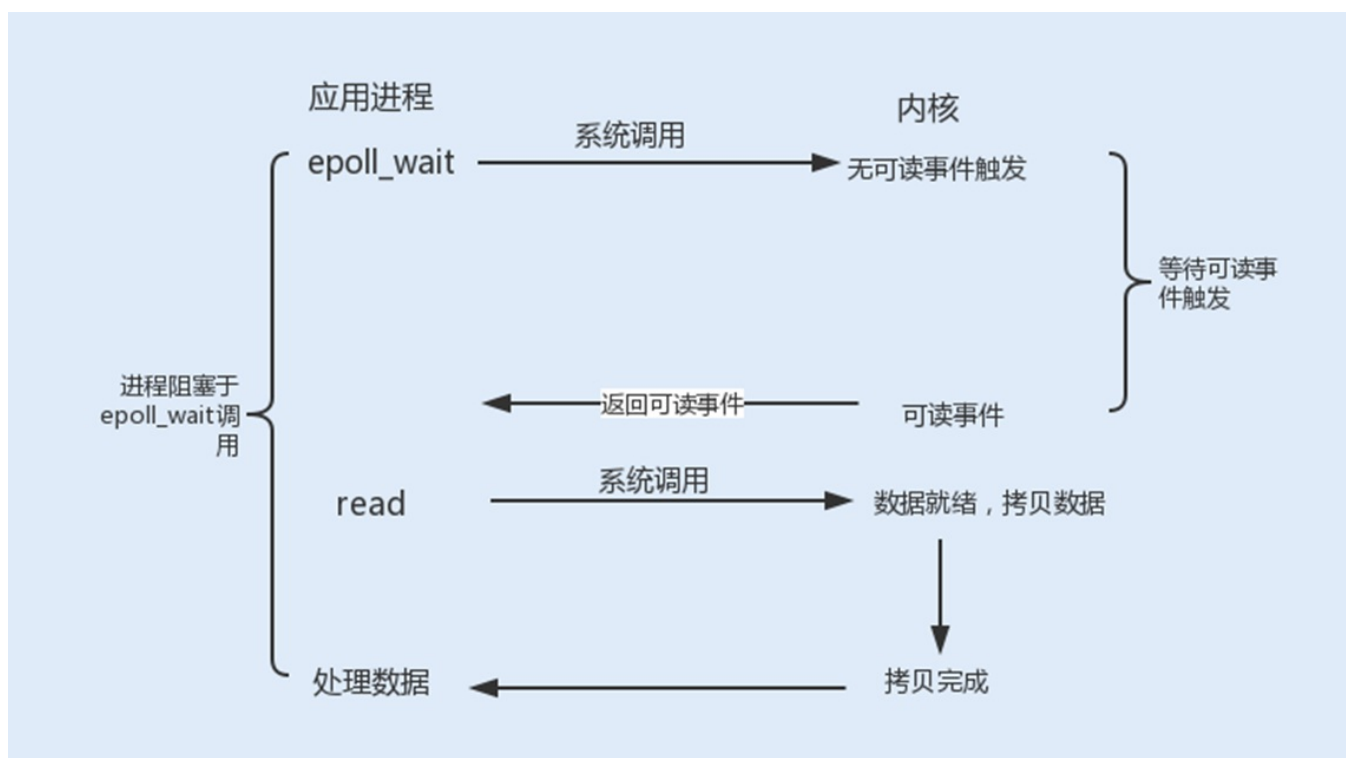 应用进程
内核
系统调用
epoll_wait
无可读事件触发
等待可读事
件触发
进程阻塞于
epoll_wait调
用
返回可读事件
可读事件
系统调用
read
数据就绪，拷贝数据
处理数据
拷贝完成